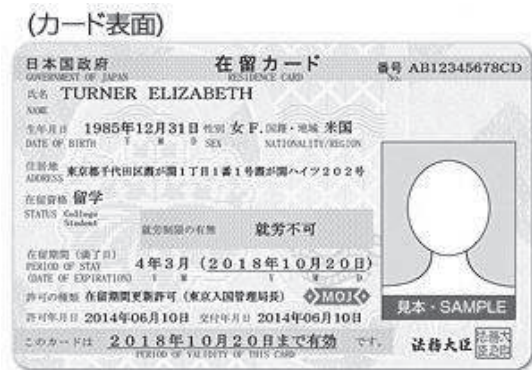 (カード表面)
日本国政府 在留カード 番号 AB12345678CD
GOVERNMENT OF JAPAN RESIDENCE CARD No.
氏名 TURNER ELIZABETH
NAME
生年月日 1985年12月31日 性別 女 F. 国籍・地域 米国
DATE OF BIRTH Y M D SEX NATIONALITY/REGION
住居地 東京都千代田区霞が関1丁目1番1号霞が関ハイツ202号
ADDRESS
在留資格 留学
STATUS College Student
就労制限の有無 就労不可
在留期間 (満了日) 4年3月 (2018年10月20日)
PERIOD OF STAY
(DATE OF EXPIRATION) Y M Y M D
許可の種類 在留期間更新許可 (東京入国管理局長) MOJ
許可年月日 2014年06月10日 交付年月日 2014年06月10日
見本・SAMPLE
このカードは 2018年10月20日まで有効 です。
PERIOD OF VALIDITY OF THIS CARD
法務大臣 法務大臣之印